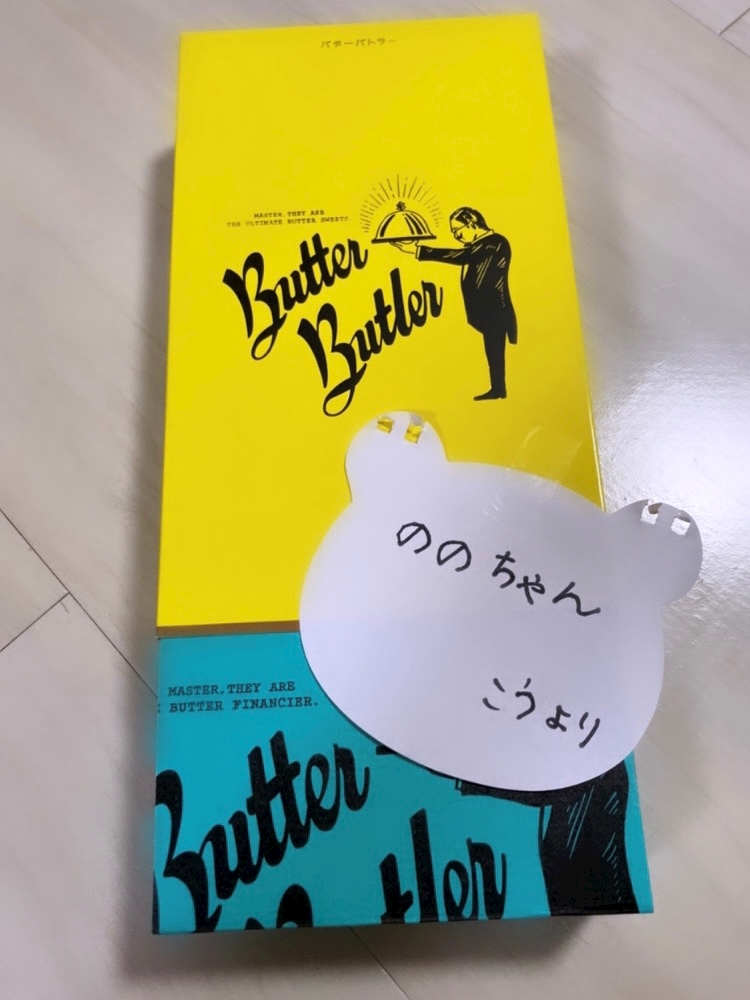 バターバトラー
MASTER, THEY ARE
THE ULTIMATE BUTTER SWEETS.
Butter
Butler
ののちゃん
こうより
MASTER, THEY ARE
BUTTER FINANCIER.
Butter